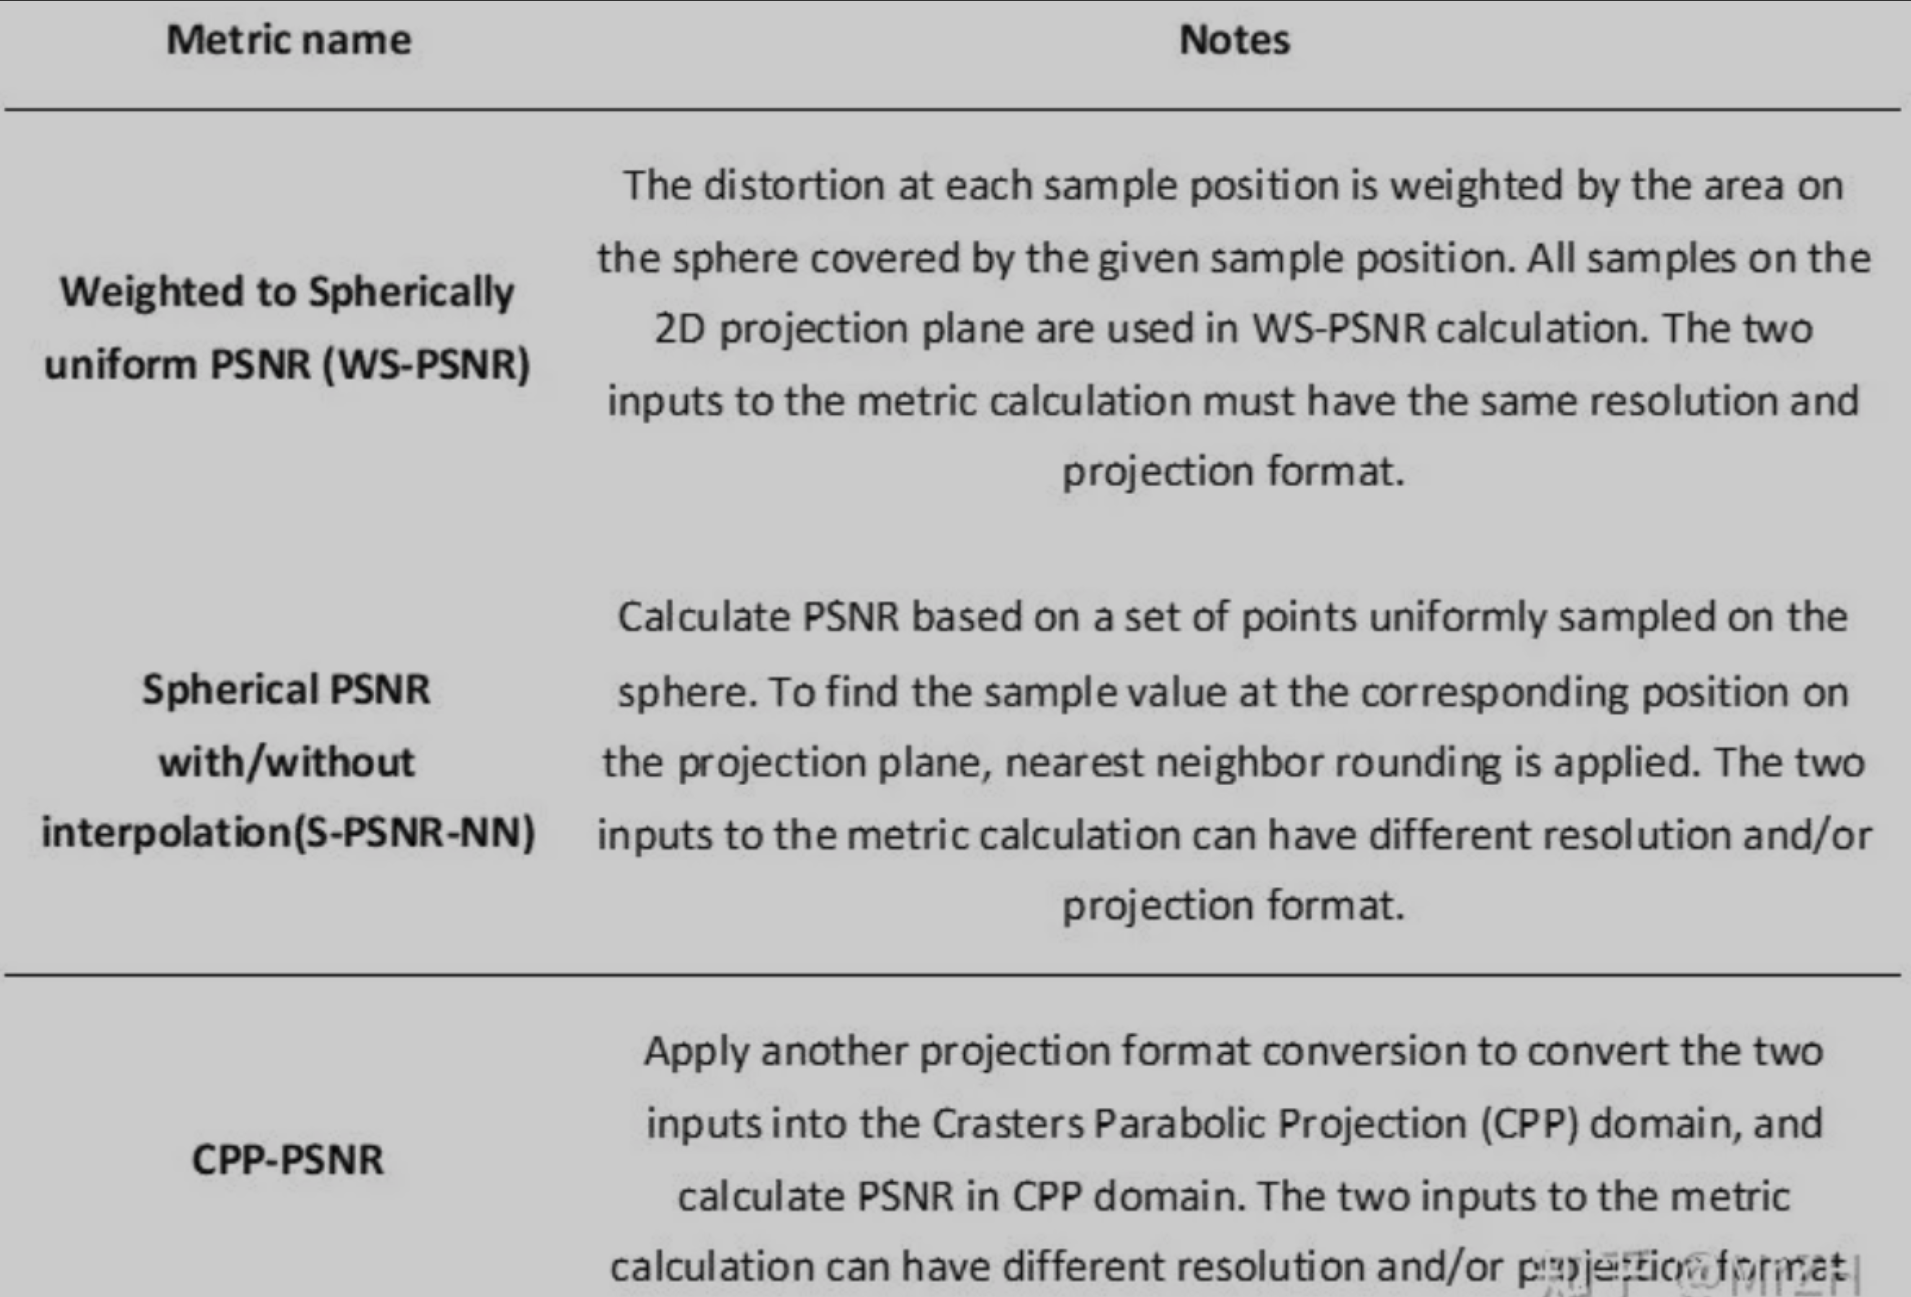 Metric name
Notes
Weighted to Spherically
uniform PSNR (WS-PSNR)
The distortion at each sample position is weighted by the area on
the sphere covered by the given sample position. All samples on the
2D projection plane are used in WS-PSNR calculation. The two
inputs to the metric calculation must have the same resolution and
projection format.
Spherical PSNR
with/without
interpolation(S-PSNR-NN)
Calculate PSNR based on a set of points uniformly sampled on the
sphere. To find the sample value at the corresponding position on
the projection plane, nearest neighbor rounding is applied. The two
inputs to the metric calculation can have different resolution and/or
projection format.
CPP-PSNR
Apply another projection format conversion to convert the two
inputs into the Crasters Parabolic Projection (CPP) domain, and
calculate PSNR in CPP domain. The two inputs to the metric
calculation can have different resolution and/or projection format
知乎 @MrZH